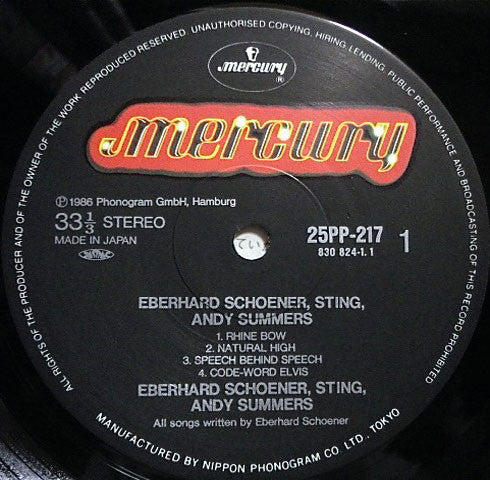 ALL RIGHTS OF THE PRODUCER AND OF THE OWNER OF THE WORK REPRODUCED RESERVED. UNAUTHORISED COPYING, HIRING, LENDING, PUBLIC PERFORMANCE AND BROADCASTING OF THIS RECORD PROHIBITED
mercury ®
mercury
Ⓟ 1986 Phonogram GmbH, Hamburg
33 1/3 STEREO
MADE IN JAPAN
25PP-217 1
830 824-1. 1
EBERHARD SCHOENER, STING,
ANDY SUMMERS
1. RHINE BOW
2. NATURAL HIGH
3. SPEECH BEHIND SPEECH
4. CODE-WORD ELVIS
EBERHARD SCHOENER, STING,
ANDY SUMMERS
All songs written by Eberhard Schoener
MANUFACTURED BY NIPPON PHONOGRAM CO. LTD., TOKYO